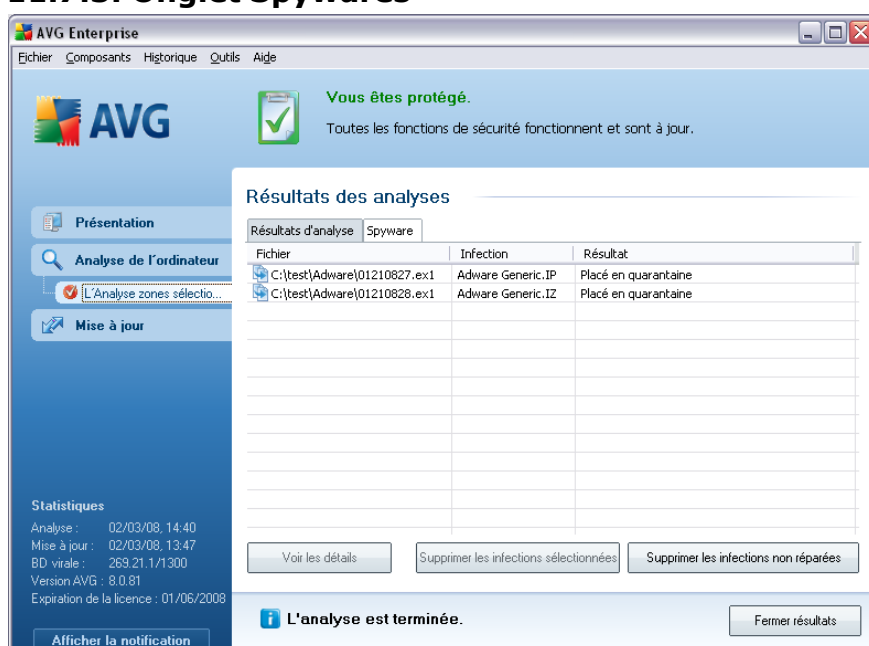 11.7.3. Onglet Spywares
AVG Enterprise
Fichier Composants Historique Outils Aide
AVG
Vous êtes protégé.
Toutes les fonctions de sécurité fonctionnent et sont à jour.
Présentation
Analyse de l'ordinateur
L'Analyse zones sélectio...
Mise à jour
Résultats des analyses
Résultats d'analyse Spyware
Fichier Infection Résultat
C:\test\Adware\01210827.ex1 Adware Generic.IP Placé en quarantaine
C:\test\Adware\01210828.ex1 Adware Generic.IZ Placé en quarantaine
Voir les détails Supprimer les infections sélectionnées Supprimer les infections non réparées
Statistiques
Analyse : 02/03/08, 14:40
Mise à jour : 02/03/08, 13:47
BD virale : 269.21.1/1300
Version AVG : 8.0.81
Expiration de la licence : 01/06/2008
Afficher la notification
L'analyse est terminée.
Fermer résultats